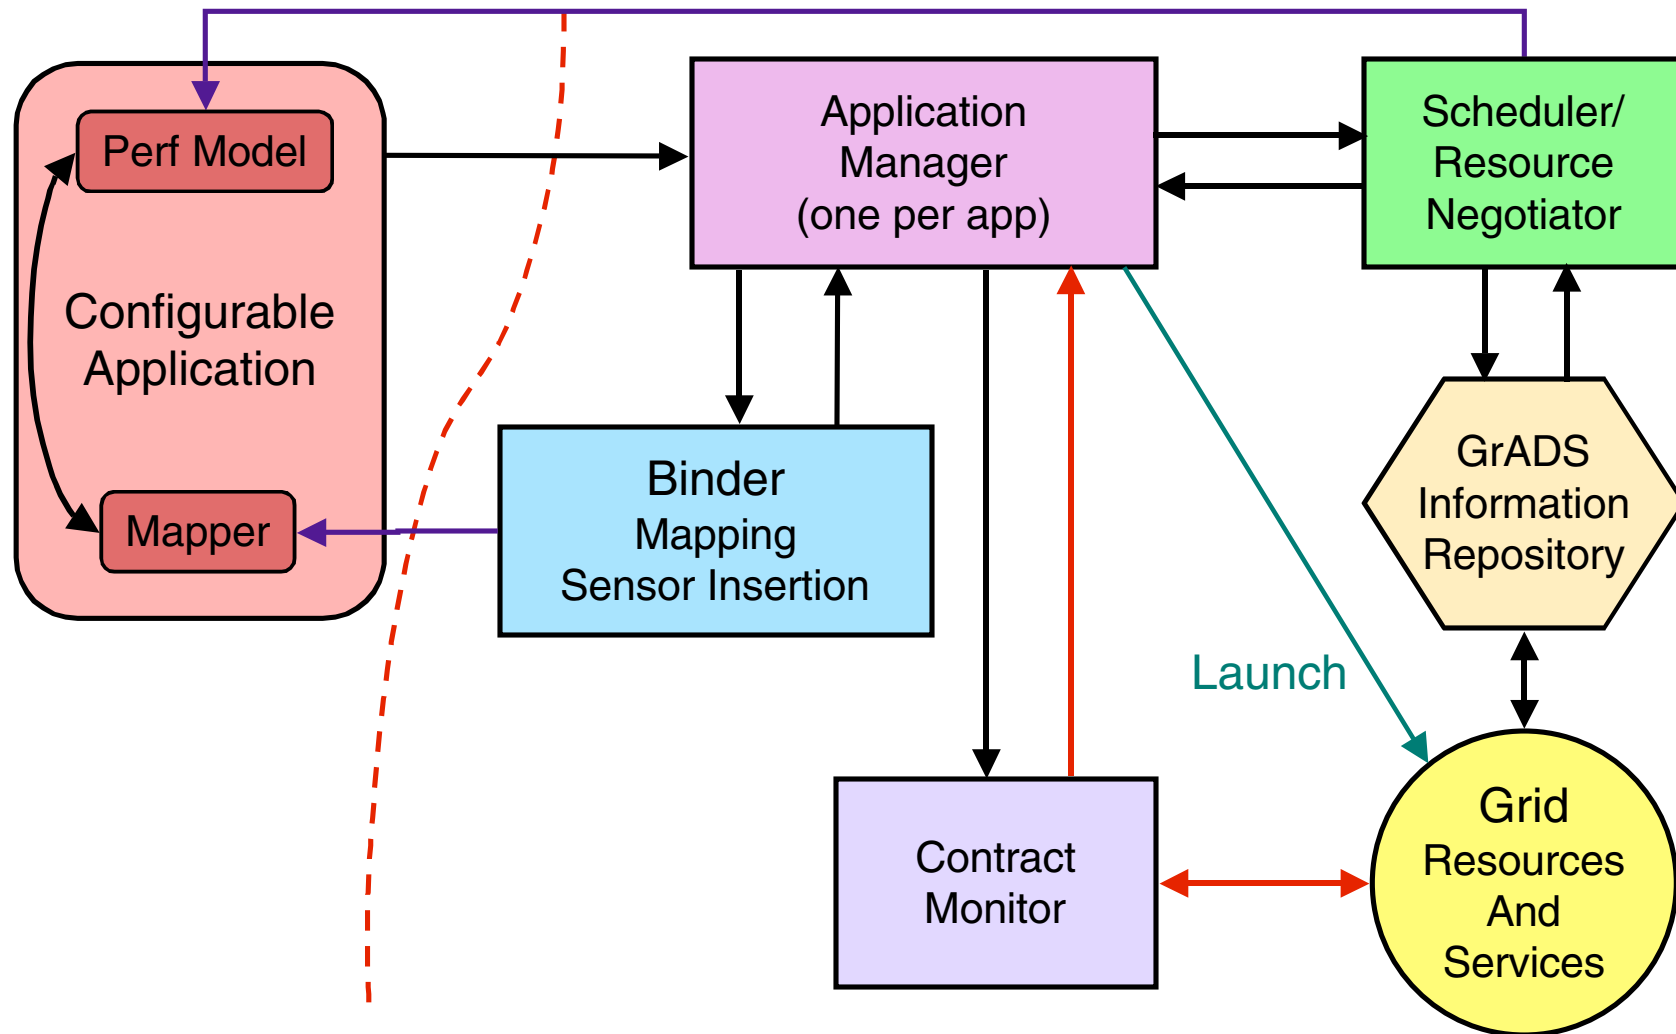 Perf Model
Configurable
Application
Mapper
Application
Manager
(one per app)
Scheduler/
Resource
Negotiator
Binder
Mapping
Sensor Insertion
GrADS
Information
Repository
Launch
Contract
Monitor
Grid
Resources
And
Services